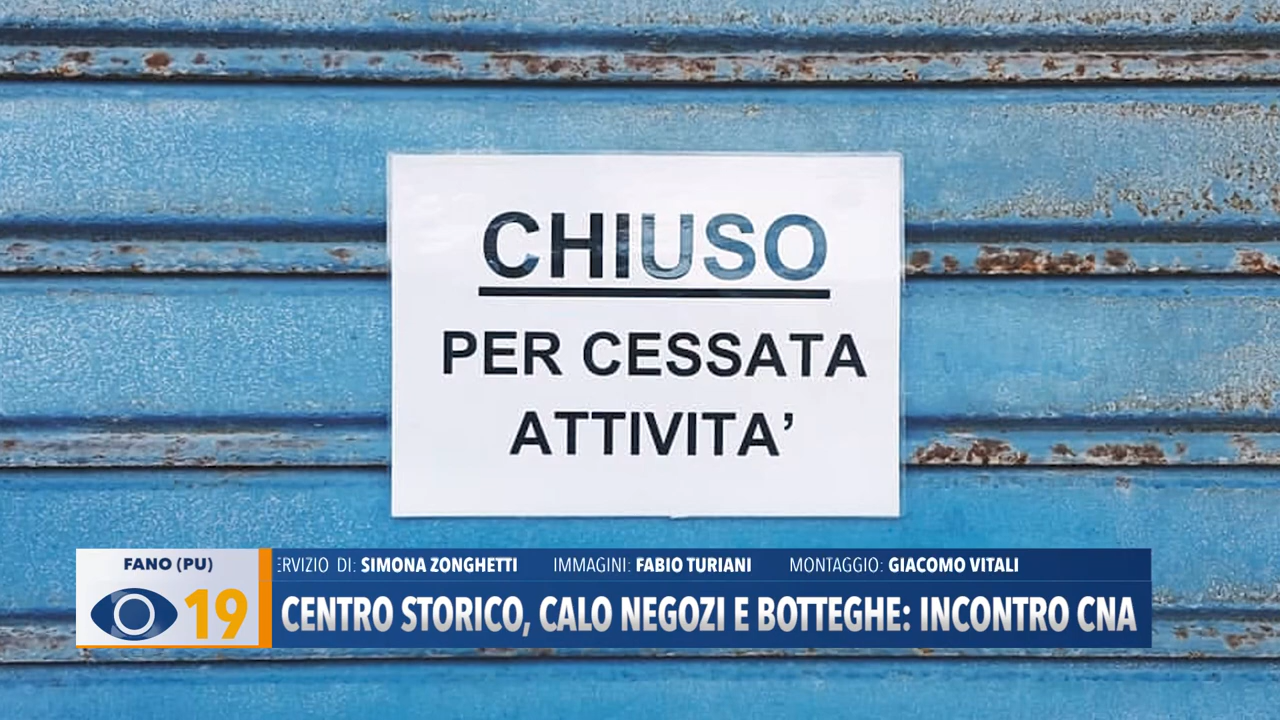 CHIUSO
PER CESSATA
ATTIVITA'
FANO (PU)
19
ERVIZIO DI: SIMONA ZONGHETTI IMMAGINI: FABIO TURIANI MONTAGGIO: GIACOMO VITALI
CENTRO STORICO, CALO NEGOZI E BOTTEGHE: INCONTRO CNA